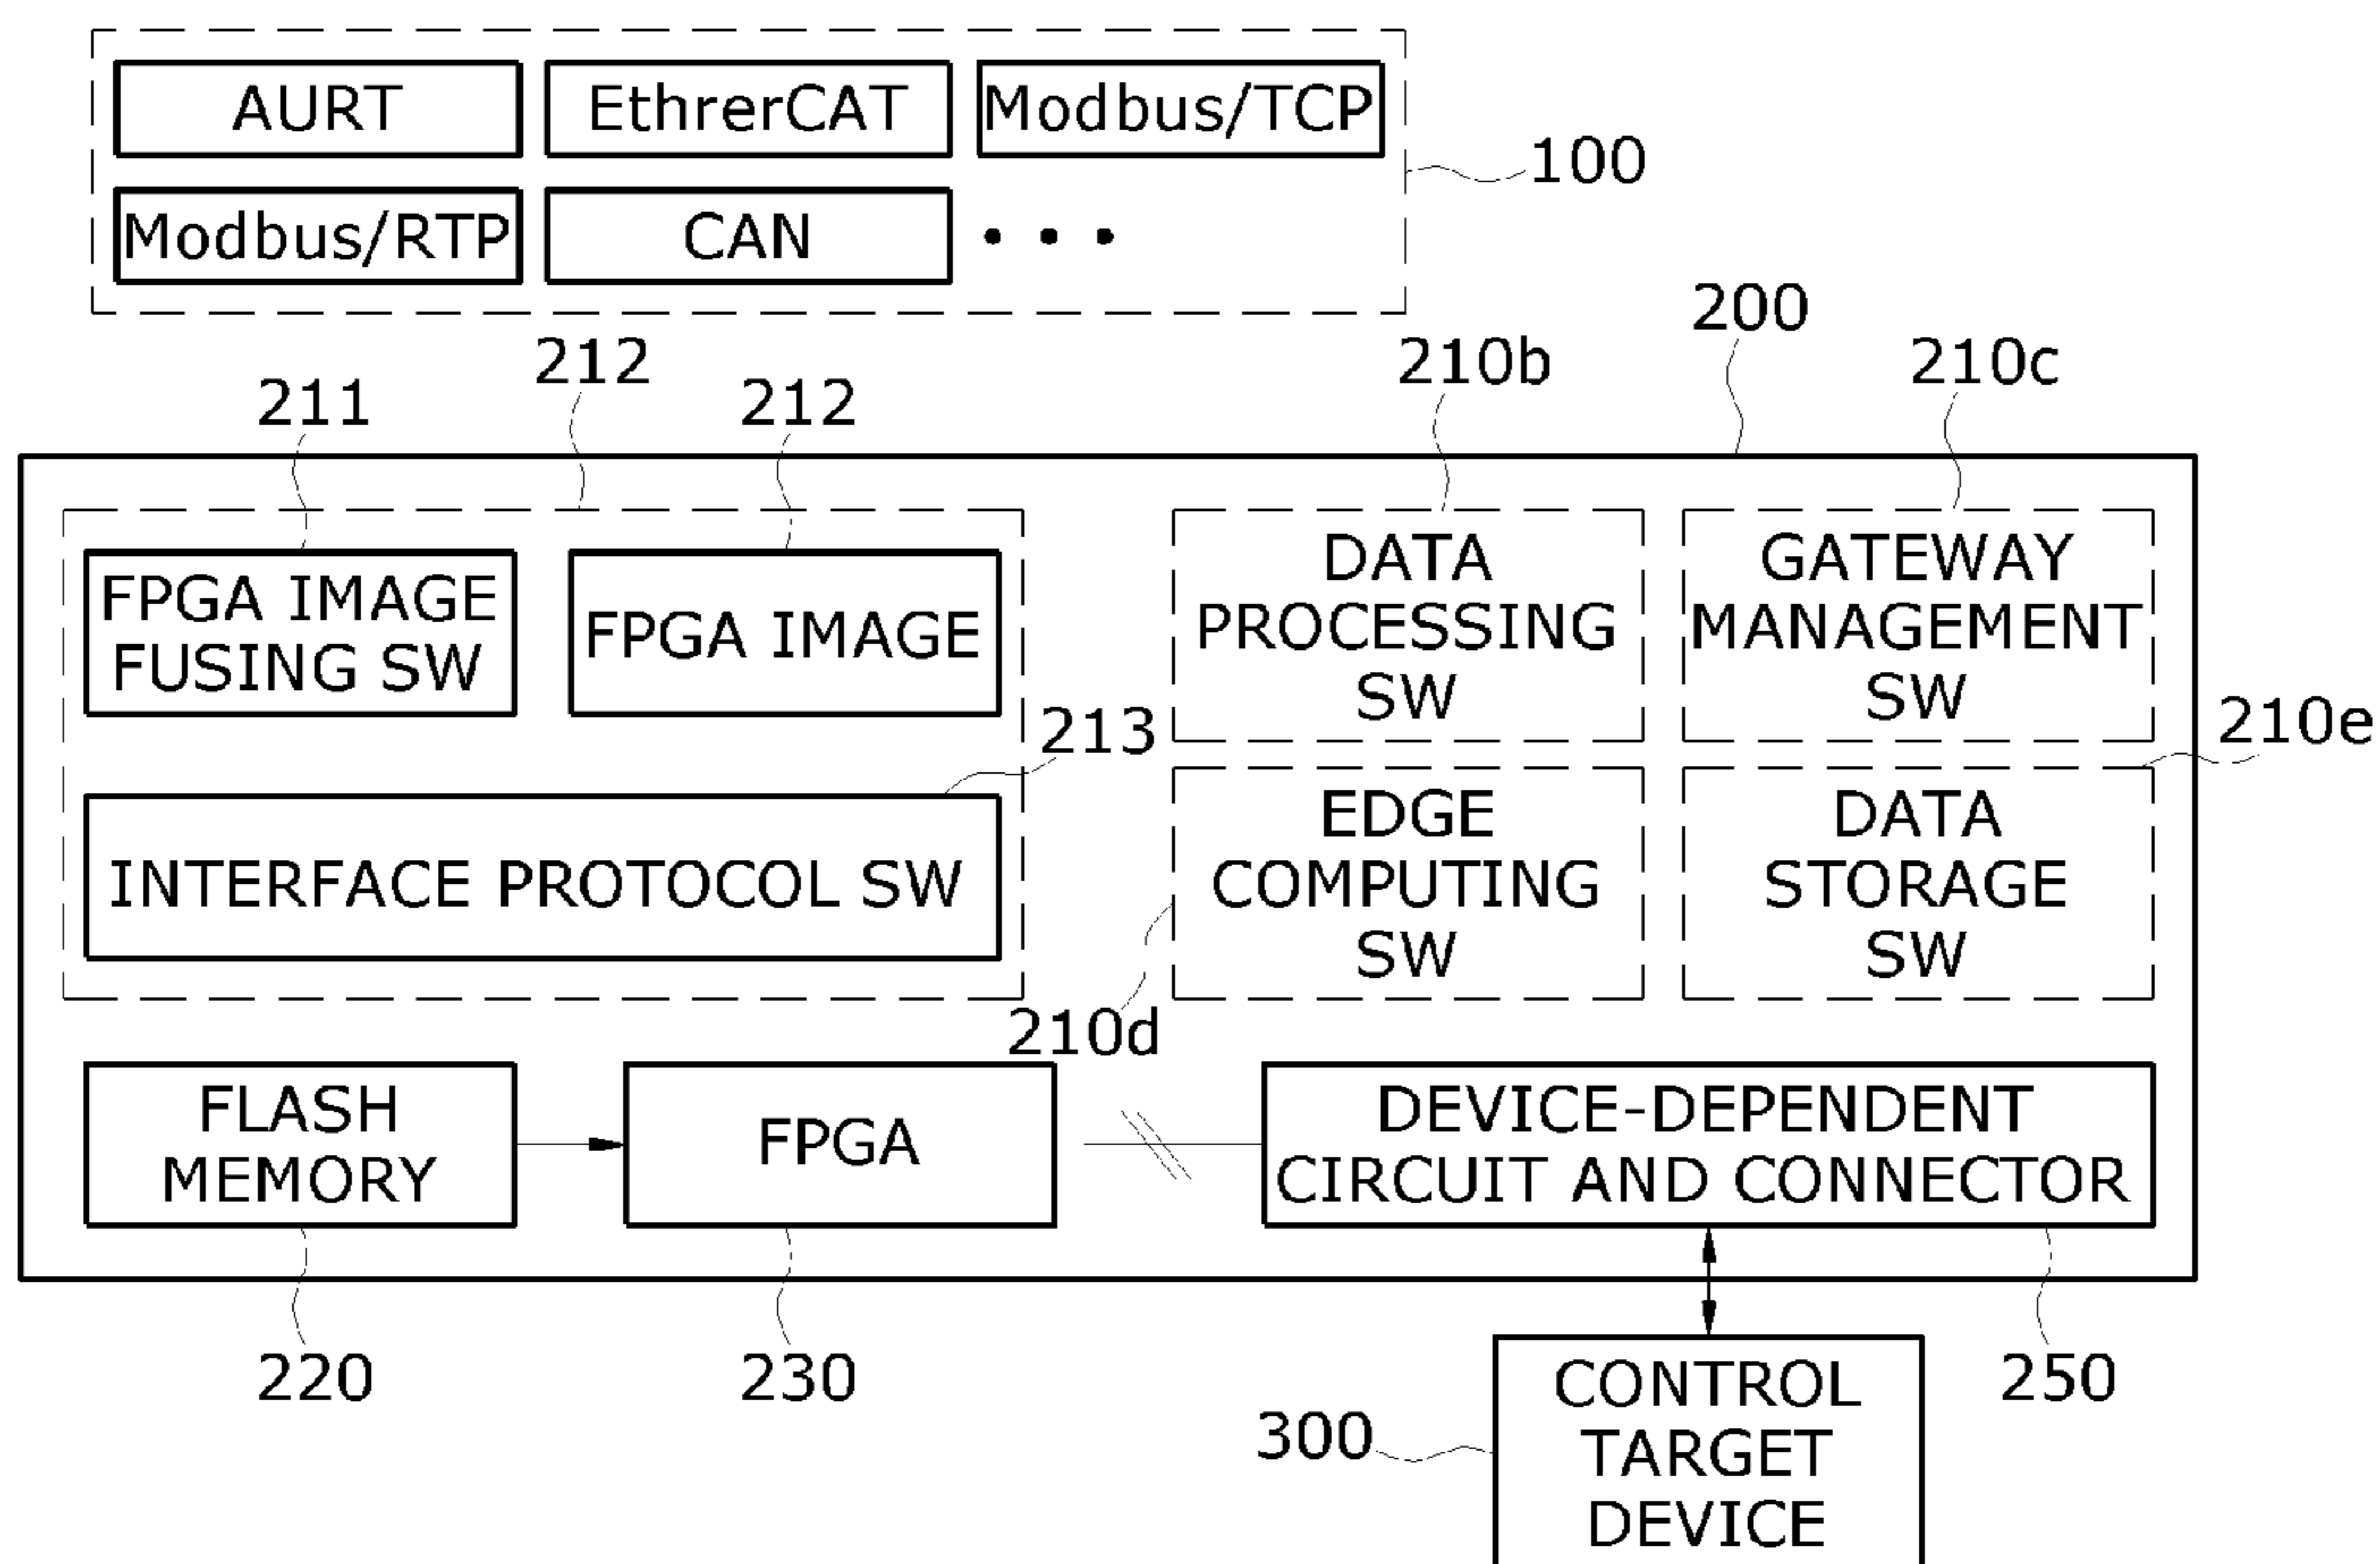 AURT
EthrerCAT
Modbus/TCP
100
Modbus/RTP
CAN
• • •
200
212
210b
210c
211
212
FPGA IMAGE
FUSING SW
FPGA IMAGE
DATA
PROCESSING
SW
GATEWAY
MANAGEMENT
SW
213
210e
INTERFACE PROTOCOL SW
EDGE
COMPUTING
SW
DATA
STORAGE
SW
210d
FLASH
MEMORY
FPGA
DEVICE-DEPENDENT
CIRCUIT AND CONNECTOR
220
230
250
300
CONTROL
TARGET
DEVICE